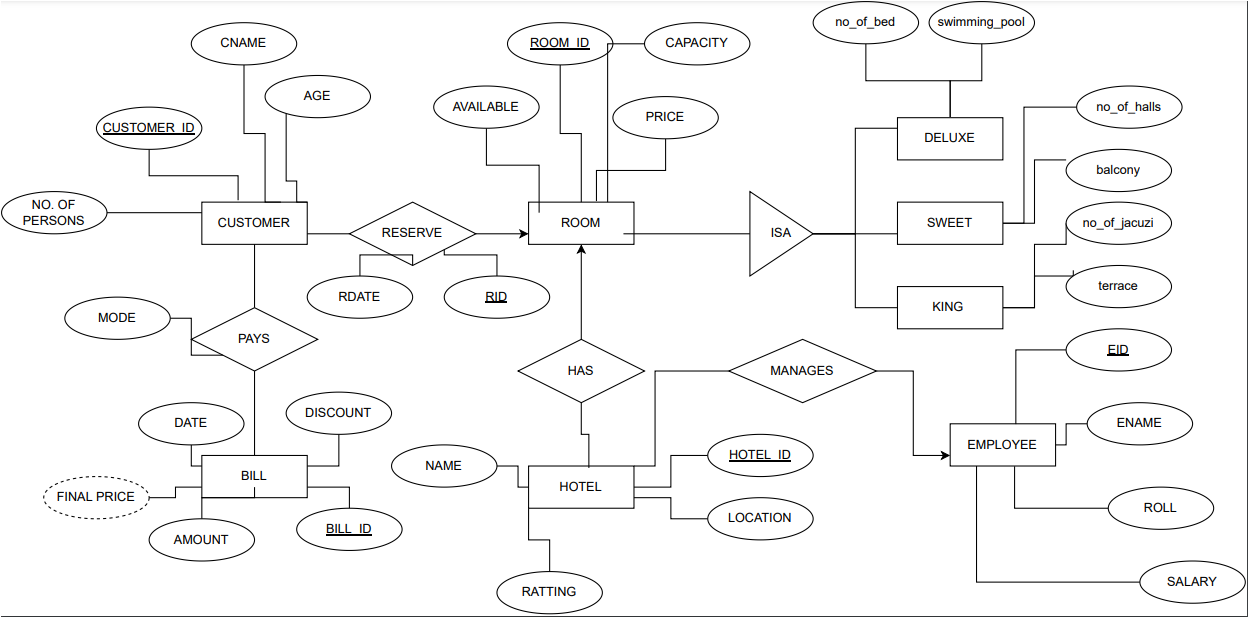 no_of_bed
swimming_pool
CNAME
ROOM_ID
CAPACITY
AGE
AVAILABLE
PRICE
no_of_halls
CUSTOMER_ID
DELUXE
balcony
NO. OF
PERSONS
CUSTOMER
RESERVE
ROOM
ISA
SWEET
no_of_jacuzi
RDATE
RID
KING
terrace
MODE
PAYS
HAS
MANAGES
EID
DATE
DISCOUNT
ENAME
EMPLOYEE
NAME
HOTEL_ID
BILL
HOTEL
FINAL PRICE
ROLL
LOCATION
AMOUNT
BILL_ID
RATTING
SALARY